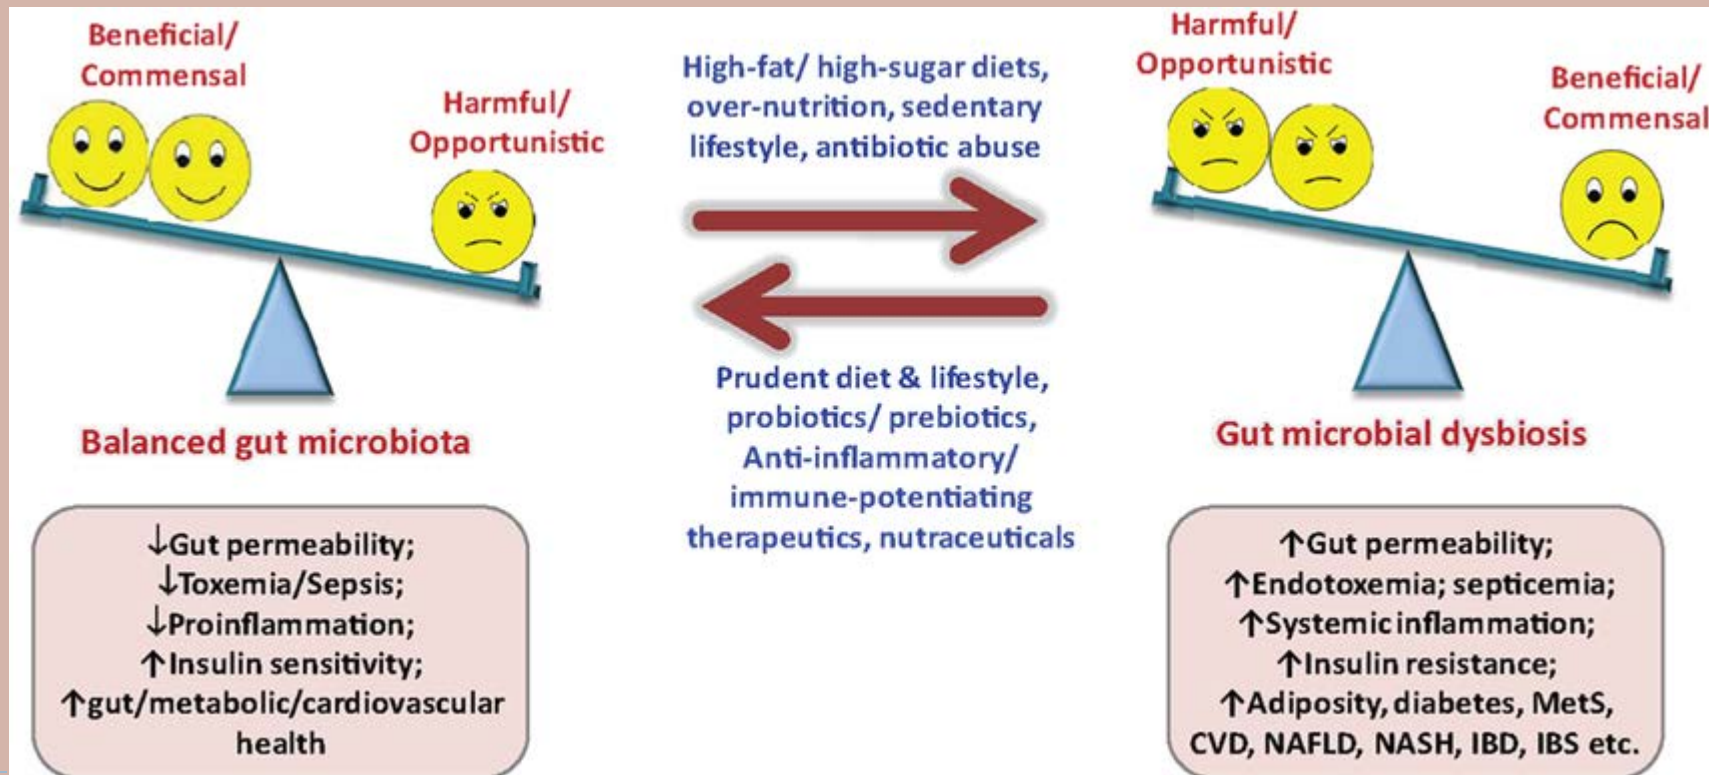 Beneficial/
Commensal
Harmful/
Opportunistic
High-fat/ high-sugar diets,
over-nutrition, sedentary
lifestyle, antibiotic abuse
Harmful/
Opportunistic
Beneficial/
Commensal
Prudent diet & lifestyle,
probiotics/ prebiotics,
Anti-inflammatory/
immune-potentiating
therapeutics, nutraceuticals
Balanced gut microbiota
Gut microbial dysbiosis
↓Gut permeability;
↓Toxemia/Sepsis;
↓Proinflammation;
↑Insulin sensitivity;
↑gut/metabolic/cardiovascular
health
↑Gut permeability;
↑Endotoxemia; septicemia;
↑Systemic inflammation;
↑Insulin resistance;
↑Adiposity, diabetes, MetS,
CVD, NAFLD, NASH, IBD, IBS etc.